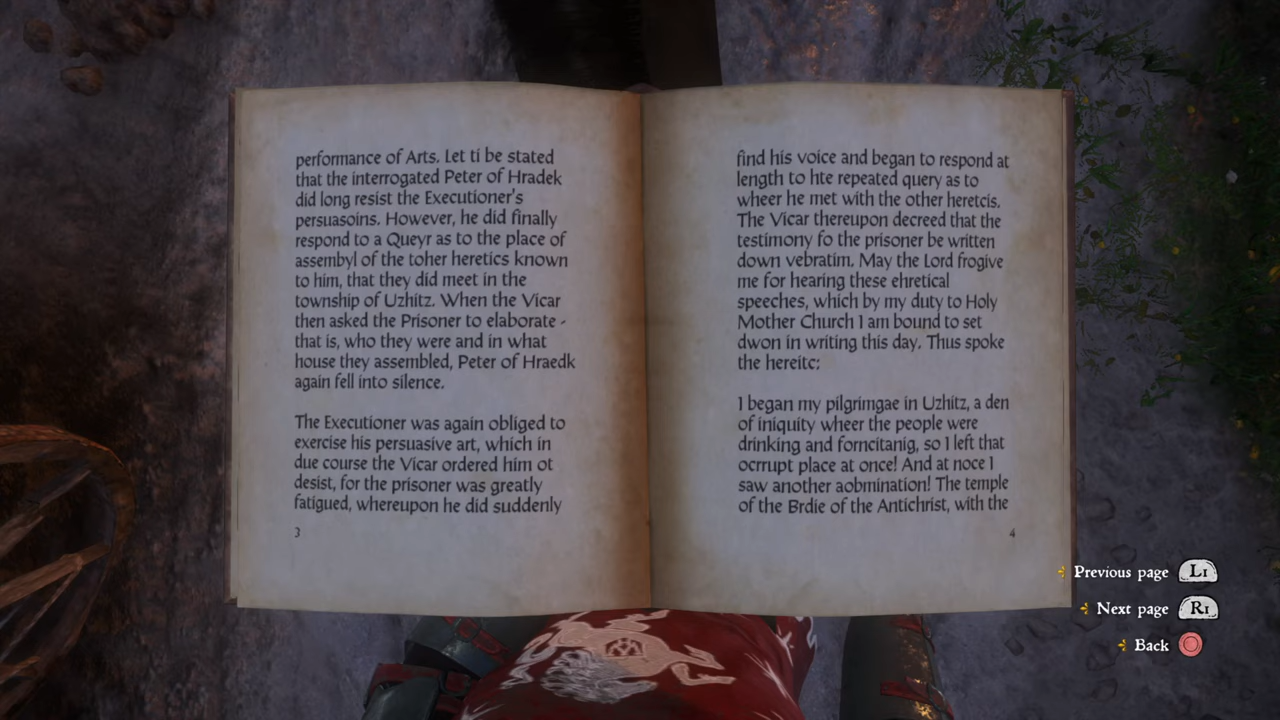 performance of Arts. Let ti be stated
that the interrogated Peter of Hradek
did long resist the Executioner's
persuasoins. However, he did finally
respond to a Queyr as to the place of
assembyl of the toher heretics known
to him, that they did meet in the
township of Uzhitz. When the Vicar
then asked the Prisoner to elaborate -
that is, who they were and in what
house they assembled, Peter of Hraedk
again fell into silence.
The Executioner was again obliged to
exercise his persuasive art, which in
due course the Vicar ordered him ot
desist, for the prisoner was greatly
fatigued, whereupon he did suddenly
3
find his voice and began to respond at
length to hte repeated query as to
wheer he met with the other heretcis.
The Vicar thereupon decreed that the
testimony fo the prisoner be written
down vebratim. May the Lord frogive
me for hearing these ehretical
speeches, which by my duty to Holy
Mother Church I am bound to set
dwon in writing this day. Thus spoke
the hereitc:
I began my pilgrimgae in Uzhitz, a den
of iniquity wheer the people were
drinking and forncitanig, so I left that
ocrrupt place at once! And at noce I
saw another aobmination! The temple
of the Brdie of the Antichrist, with the
4
Previous page L1
Next page R1
Back